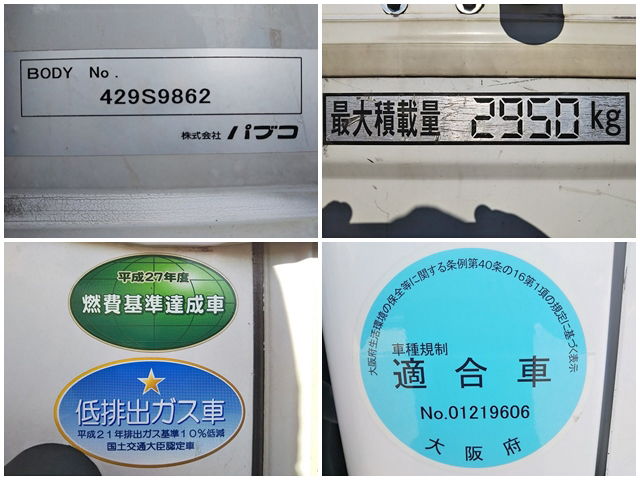 BODY No.
429S9862
株式会社 パブコ
最大積載量 2950 kg
平成27年度
燃費基準達成車
低排出ガス車
平成21年排出ガス基準10%低減
国土交通大臣認定車
大阪府生活環境の保全等に関する条例第40条の16第1項の規定に基づく表示
車種規制
適合車
No.01219606
大阪府